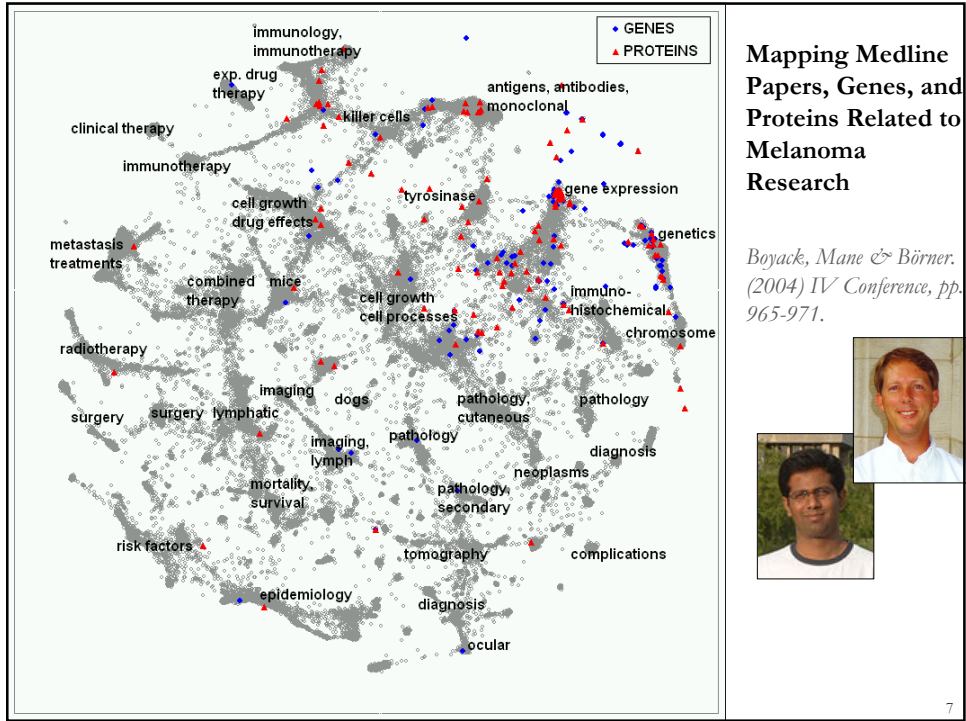 immunology,
immunotherapy
GENES
PROTEINS
exp. drug
therapy
antigens, antibodies,
monoclonal
killer cells
clinical therapy
immunotherapy
gene expression
tyrosinase
cell growth
drug effects
genetics
metastasis
treatments
combined
therapy
mice
cell growth
cell processes
immuno-
histochemical
chromosome
radiotherapy
imaging
dogs
pathology,
cutaneous
pathology
surgery
surgery
lymphatic
imaging,
lymph
pathology
diagnosis
neoplasms
mortality,
survival
pathology,
secondary
risk factors
tomography
complications
epidemiology
diagnosis
ocular
Mapping Medline
Papers, Genes, and
Proteins Related to
Melanoma
Research
Boyack, Mane & Börner.
(2004) IV Conference, pp.
965-971.
7